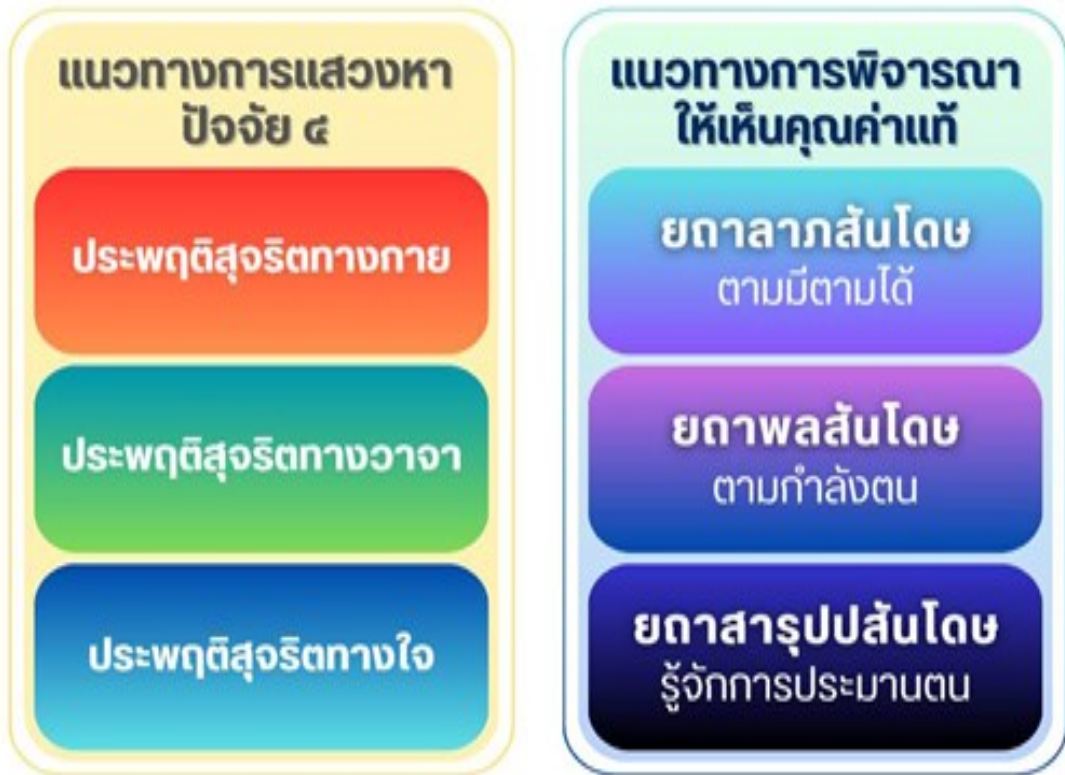 แนวทางการแสวงหา
ปัจจัย ๔
ประพฤติสุจริตทางกาย
ประพฤติสุจริตทางวาจา
ประพฤติสุจริตทางใจ
แนวทางการพิจารณา
ให้เห็นคุณค่าแท้
ยถาลาภสันโดษ
ตามมีตามได้
ยถาพลสันโดษ
ตามกำลังตน
ยถาสารุปปสันโดษ
รู้จักการประมานตน